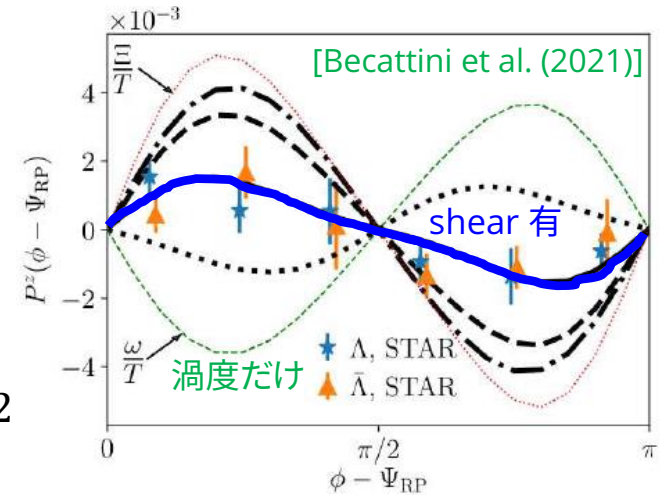 ×10⁻³
[Becattini et al. (2021)]
Ξ/T
4
2
0
−2
−4
P^z(ϕ − Ψ_RP)
shear 有
ω/T
渦度だけ
Λ, STAR
Λ̄, STAR
2
0
π/2
π
ϕ − Ψ_RP